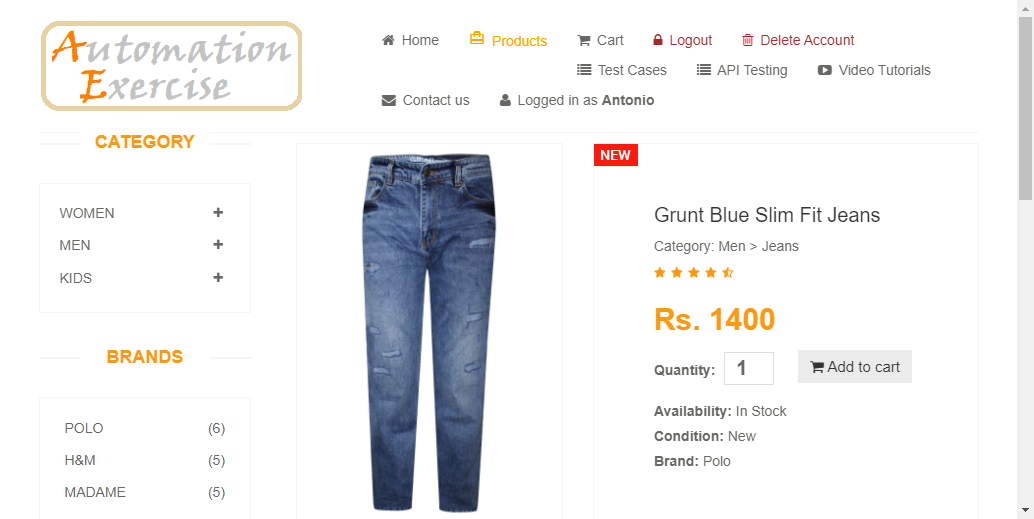 Automation
Exercise
Home
Products
Cart
Logout
Delete Account
Test Cases
API Testing
Video Tutorials
Contact us
Logged in as Antonio
CATEGORY
WOMEN +
MEN +
KIDS +
BRANDS
POLO (6)
H&M (5)
MADAME (5)
NEW
Grunt Blue Slim Fit Jeans
Category: Men > Jeans
Rs. 1400
Quantity: 1 Add to cart
Availability: In Stock
Condition: New
Brand: Polo